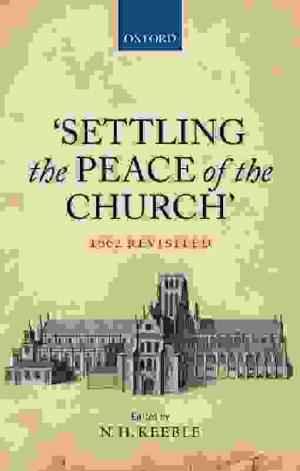 OXFORD
'SETTLING
the PEACE of the
CHURCH'
1662 REVISITED
Edited by
N. H. KEEBLE